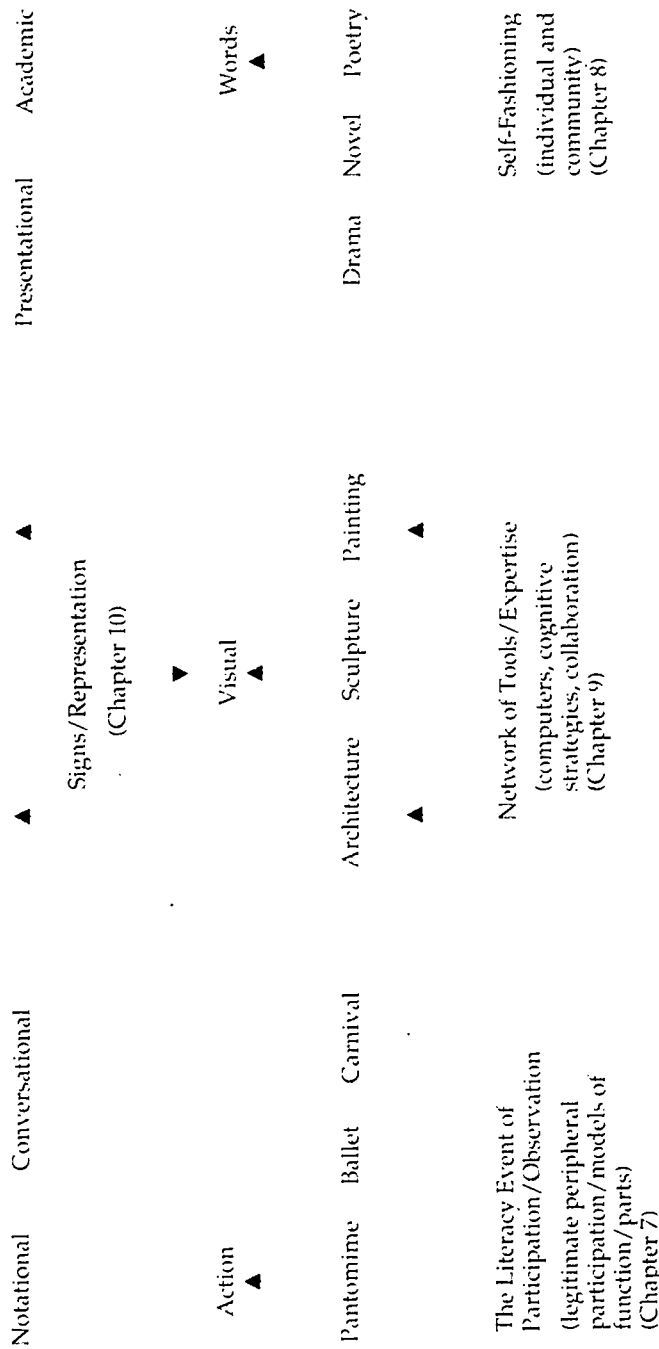 Notational Conversational Presentational Academic
Signs/Representation
(Chapter 10)
Action Visual Words
Pantomime Ballet Carnival Architecture Sculpture Painting Drama Novel Poetry
The Literacy Event of
Participation/Observation
(legitimate peripheral
participation/models of
function/parts)
(Chapter 7)
Network of Tools/Expertise
(computers, cognitive
strategies, collaboration)
(Chapter 9)
Self-Fashioning
(individual and
community)
(Chapter 8)